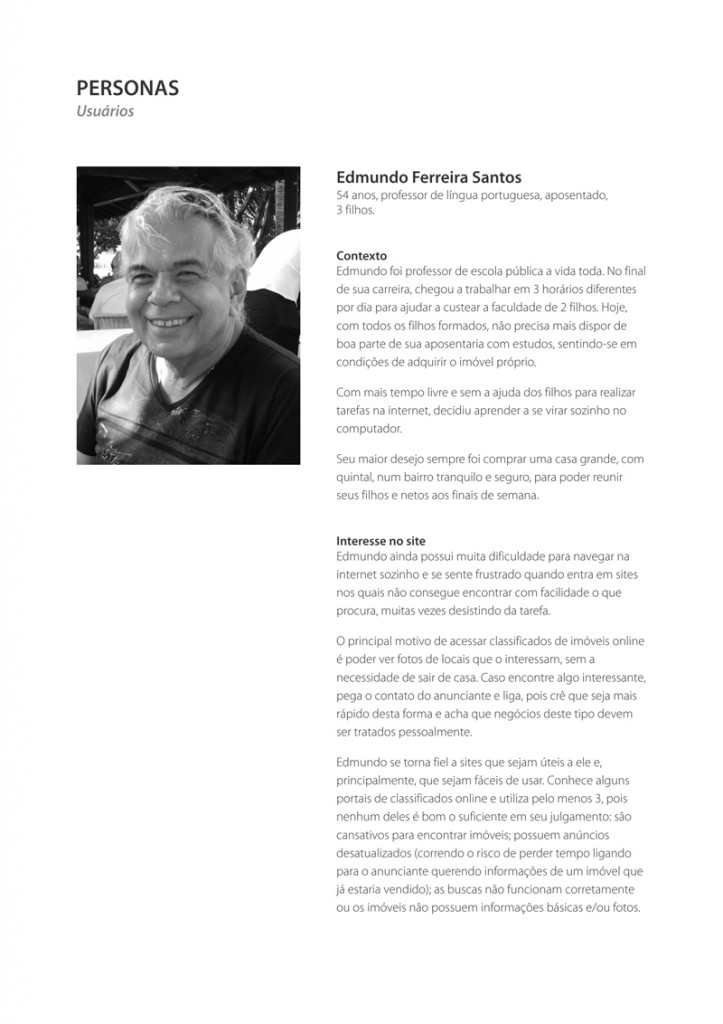 PERSONAS
Usuários
Edmundo Ferreira Santos
54 anos, professor de língua portuguesa, aposentado,
3 filhos.
Contexto
Edmundo foi professor de escola pública a vida toda. No final
de sua carreira, chegou a trabalhar em 3 horários diferentes
por dia para ajudar a custear a faculdade de 2 filhos. Hoje,
com todos os filhos formados, não precisa mais dispor de
boa parte de sua aposentaria com estudos, sentindo-se em
condições de adquirir o imóvel próprio.
Com mais tempo livre e sem a ajuda dos filhos para realizar
tarefas na internet, decidiu aprender a se virar sozinho no
computador.
Seu maior desejo sempre foi comprar uma casa grande, com
quintal, num bairro tranquilo e seguro, para poder reunir
seus filhos e netos aos finais de semana.
Interesse no site
Edmundo ainda possui muita dificuldade para navegar na
internet sozinho e se sente frustrado quando entra em sites
nos quais não consegue encontrar com facilidade o que
procura, muitas vezes desistindo da tarefa.
O principal motivo de acessar classificados de imóveis online
é poder ver fotos de locais que o interessam, sem a
necessidade de sair de casa. Caso encontre algo interessante,
pega o contato do anunciante e liga, pois crê que seja mais
rápido desta forma e acha que negócios deste tipo devem
ser tratados pessoalmente.
Edmundo se torna fiel a sites que sejam úteis a ele e,
principalmente, que sejam fáceis de usar. Conhece alguns
portais de classificados online e utiliza pelo menos 3, pois
nenhum deles é bom o suficiente em seu julgamento: são
cansativos para encontrar imóveis; possuem anúncios
desatualizados (correndo o risco de perder tempo ligando
para o anunciante querendo informações de um imóvel que
já estaria vendido); as buscas não funcionam corretamente
ou os imóveis não possuem informações básicas e/ou fotos.